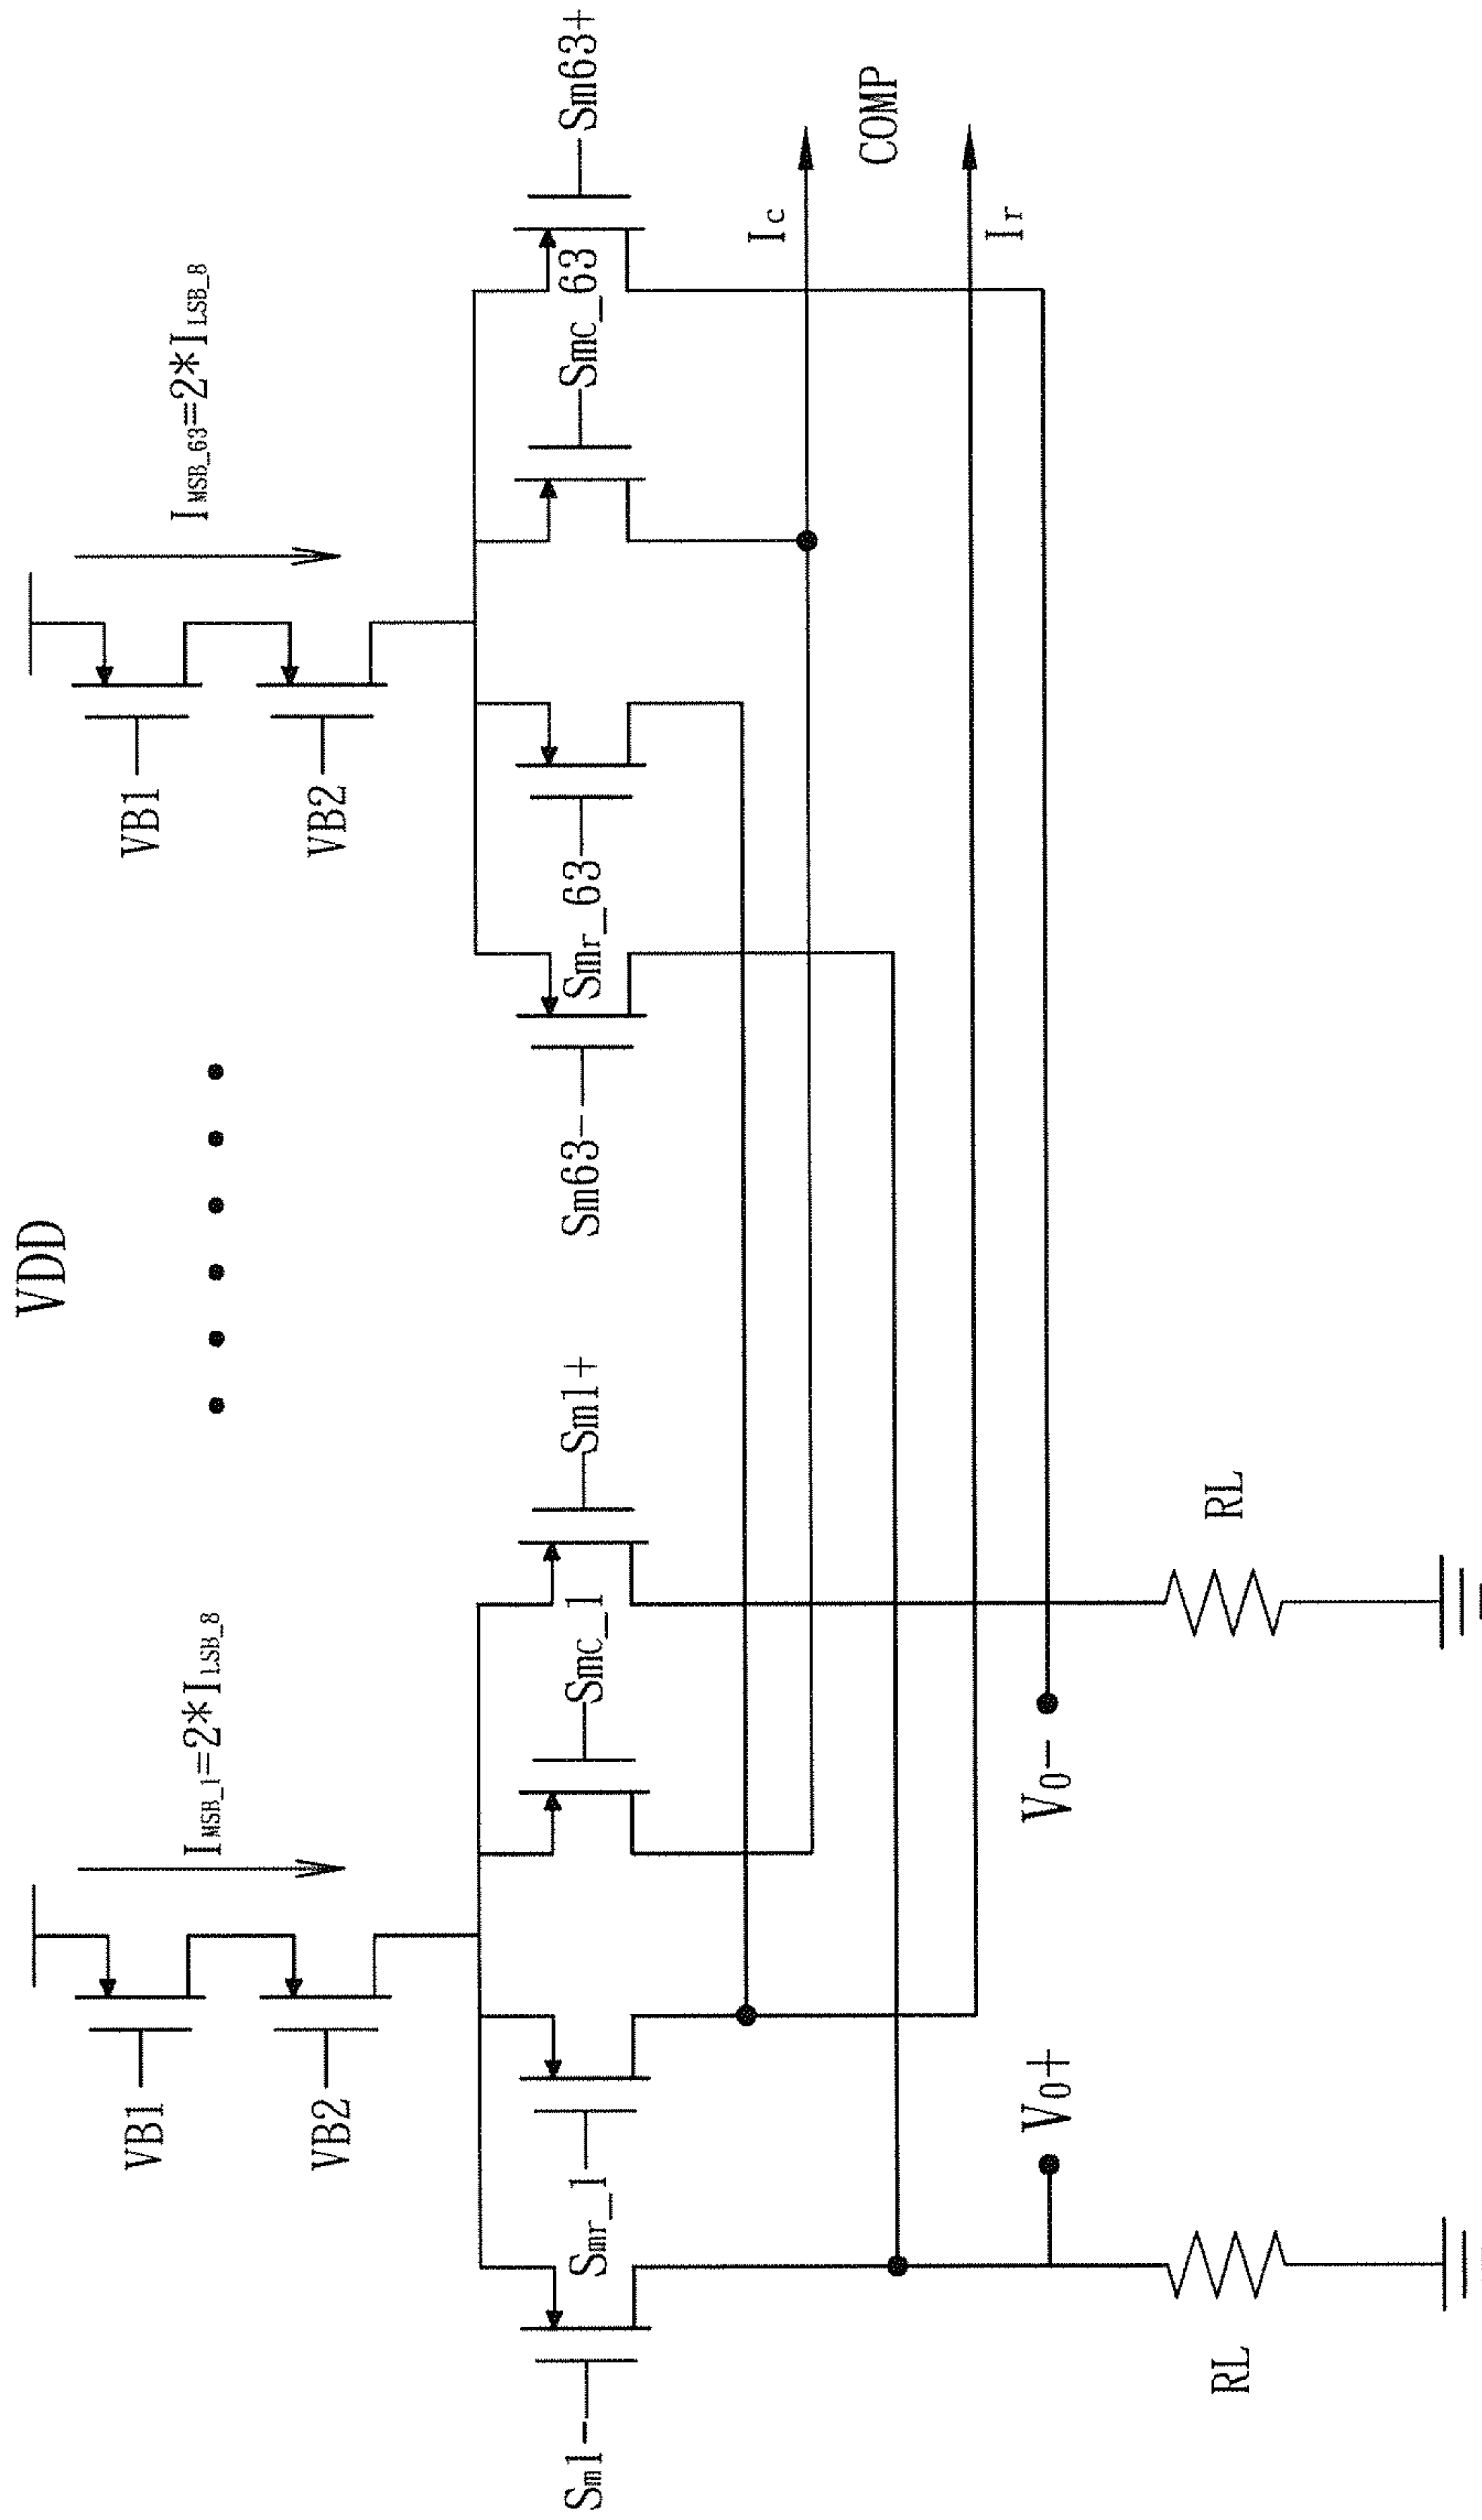 VDD
I_MSB_1=2*I_LSB_8
I_MSB_63=2*I_LSB_8
VB1
VB2
VB1
VB2
Sm1-
Smr_1
Smc_1
Sm1+
Sm63-
Smr_63
Smc_63
Sm63+
Ic
COMP
Ir
V0+
V0-
RL
RL